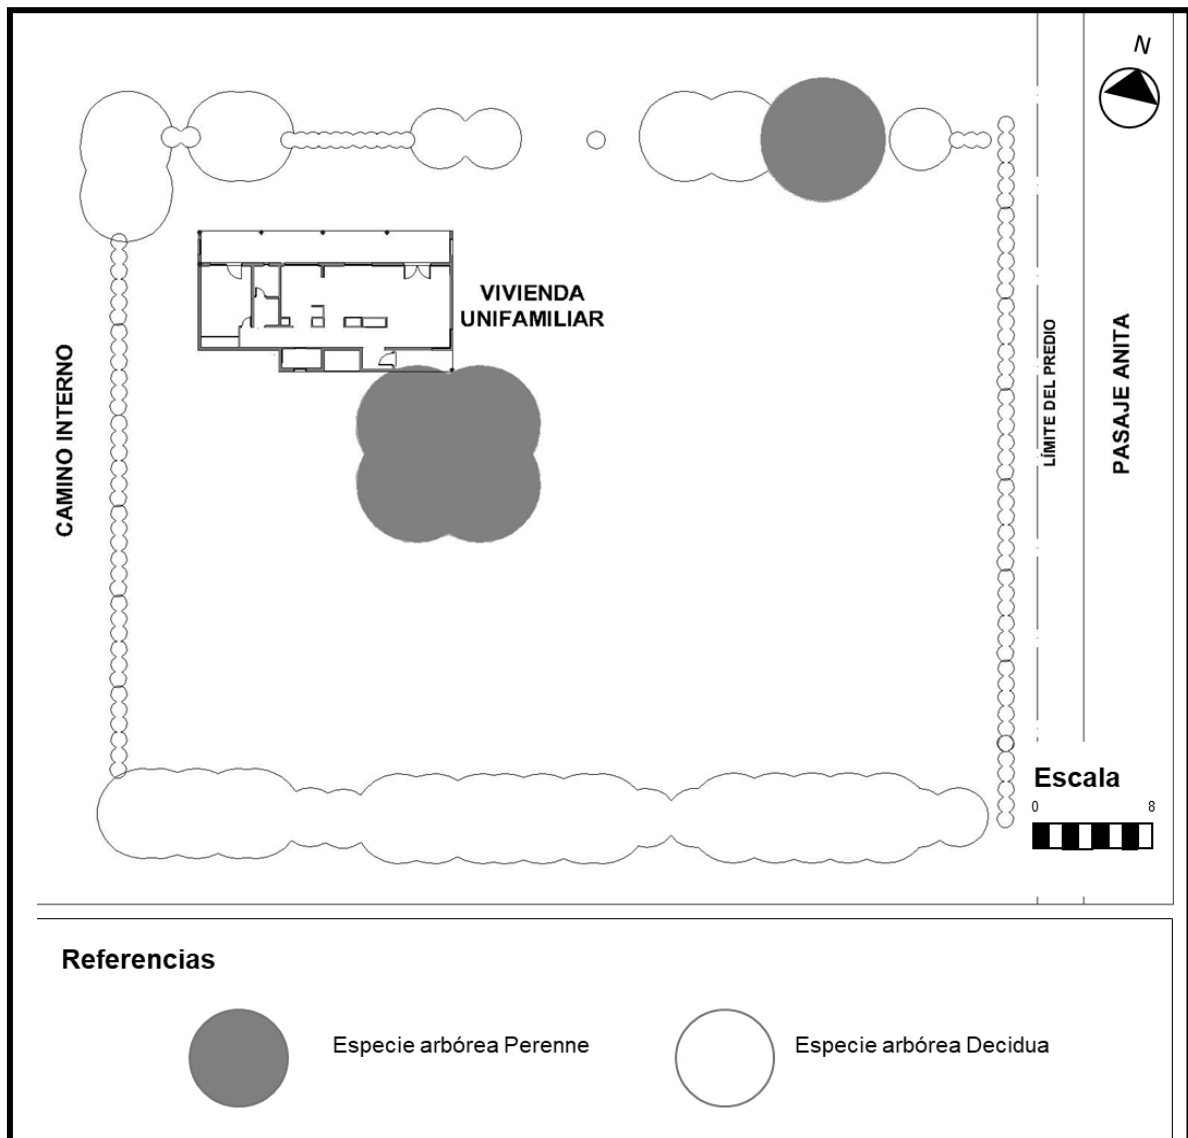 N
VIVIENDA
UNIFAMILIAR
CAMINO INTERNO
LÍMITE DEL PREDIO
PASAJE ANITA
Escala
0 8
Referencias
Especie arbórea Perenne
Especie arbórea Decidua